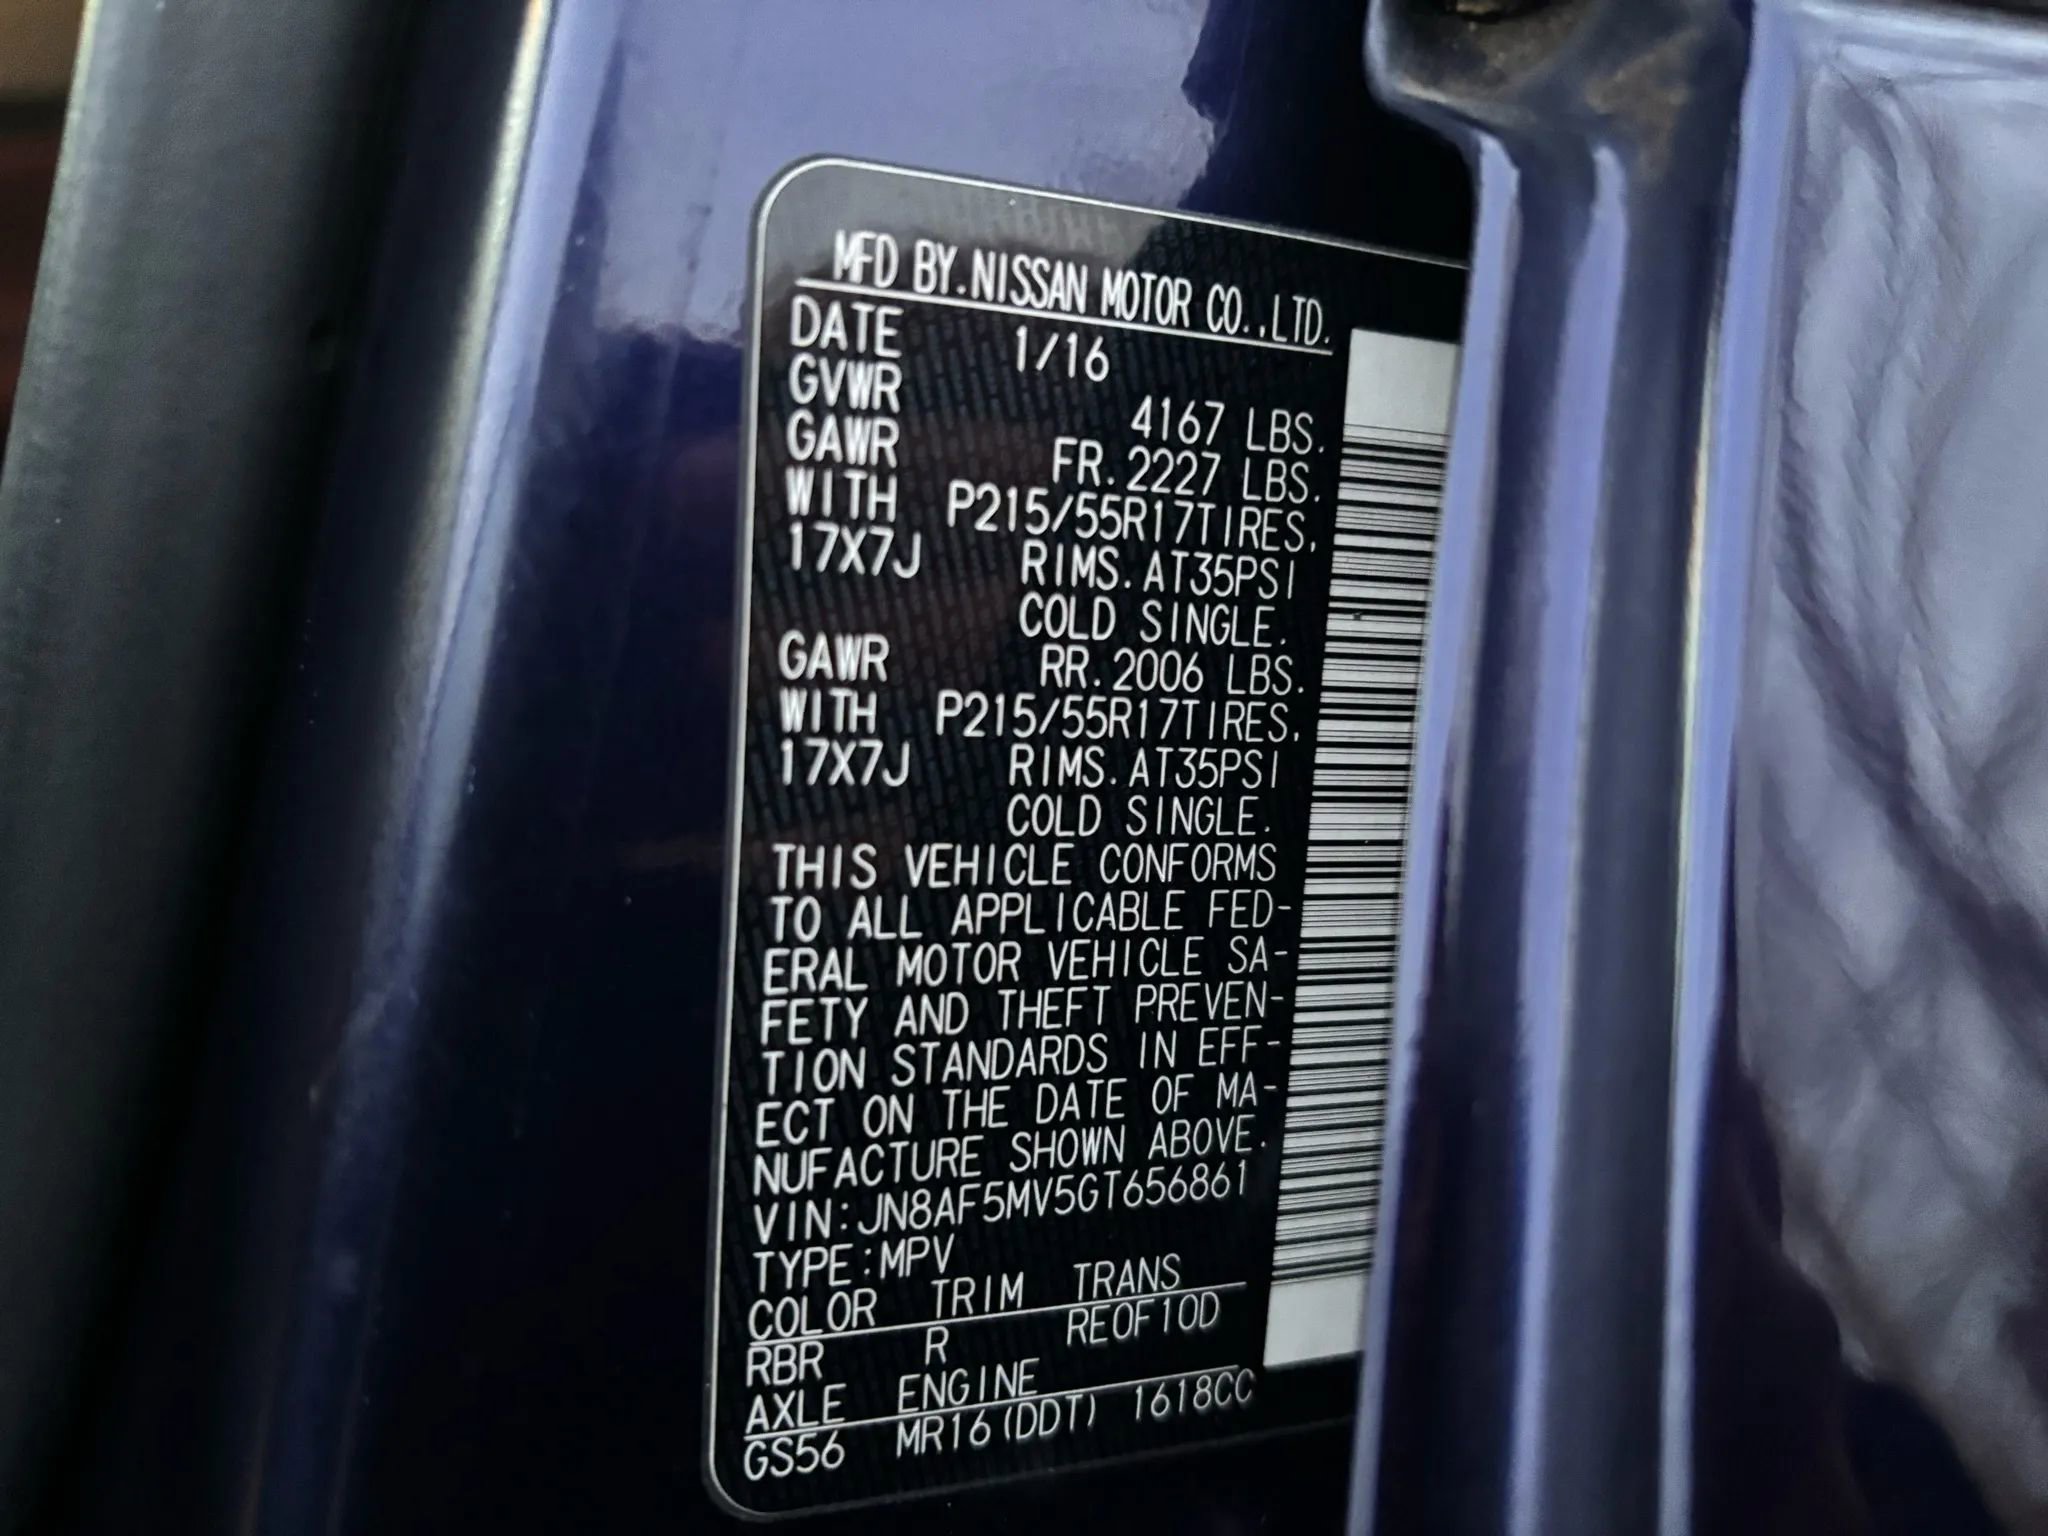 MFD BY.NISSAN MOTOR CO.,LTD.
DATE 1/16
GVWR 4167 LBS.
GAWR FR.2227 LBS.
WITH P215/55R17TIRES,
17X7J RIMS.AT35PSI
COLD SINGLE.
GAWR RR.2006 LBS.
WITH P215/55R17TIRES,
17X7J RIMS.AT35PSI
COLD SINGLE.
THIS VEHICLE CONFORMS
TO ALL APPLICABLE FED-
ERAL MOTOR VEHICLE SA-
FETY AND THEFT PREVEN-
TION STANDARDS IN EFF-
ECT ON THE DATE OF MA-
NUFACTURE SHOWN ABOVE.
VIN:JN8AF5MV5GT656861
TYPE:MPV
COLOR TRIM TRANS
RBR R RE0F10D
AXLE ENGINE
GS56 MR16(DDT) 1618CC